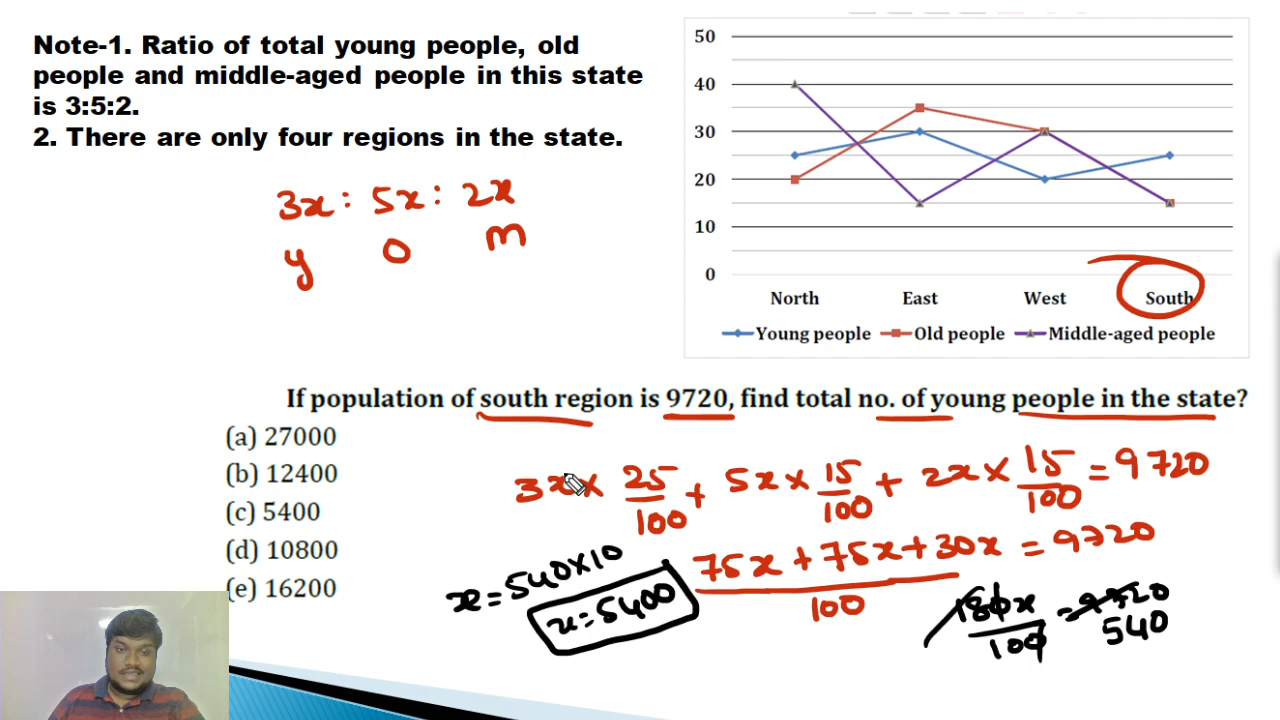 Note-1. Ratio of total young people, old
people and middle-aged people in this state
is 3:5:2.
2. There are only four regions in the state.
3x : 5x : 2x
y O m
50
40
30
20
10
0
North East West South
Young people Old people Middle-aged people
If population of south region is 9720, find total no. of young people in the state?
(a) 27000
(b) 12400
(c) 5400
(d) 10800
(e) 16200
3x × 25/100 + 5x × 15/100 + 2x × 15/100 = 9720
75x + 75x + 30x / 100 = 9720
180x / 100 = 9720
540
x = 540 × 10
x = 5400